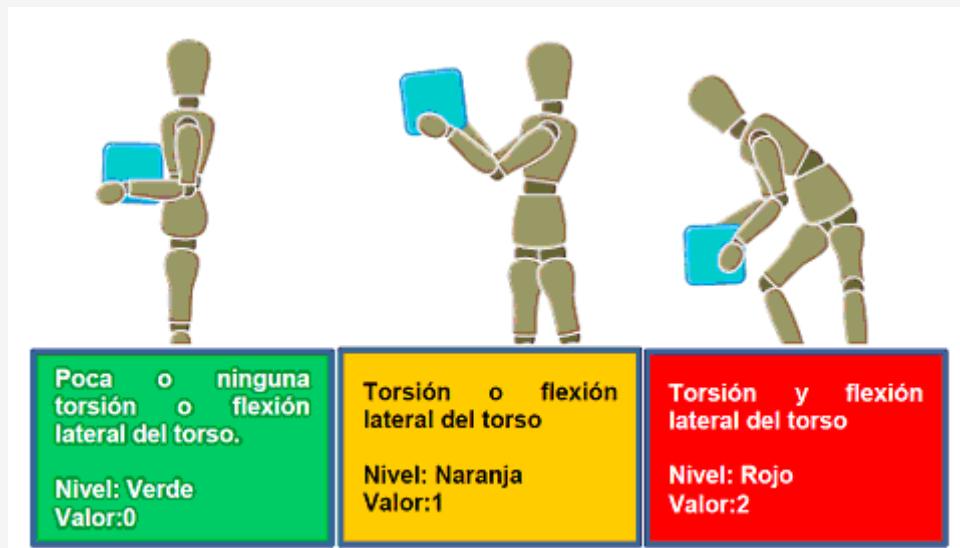 Poca o ninguna
torsión o flexión
lateral del torso.
Nivel: Verde
Valor:0
Torsión o flexión
lateral del torso
Nivel: Naranja
Valor:1
Torsión y flexión
lateral del torso
Nivel: Rojo
Valor:2